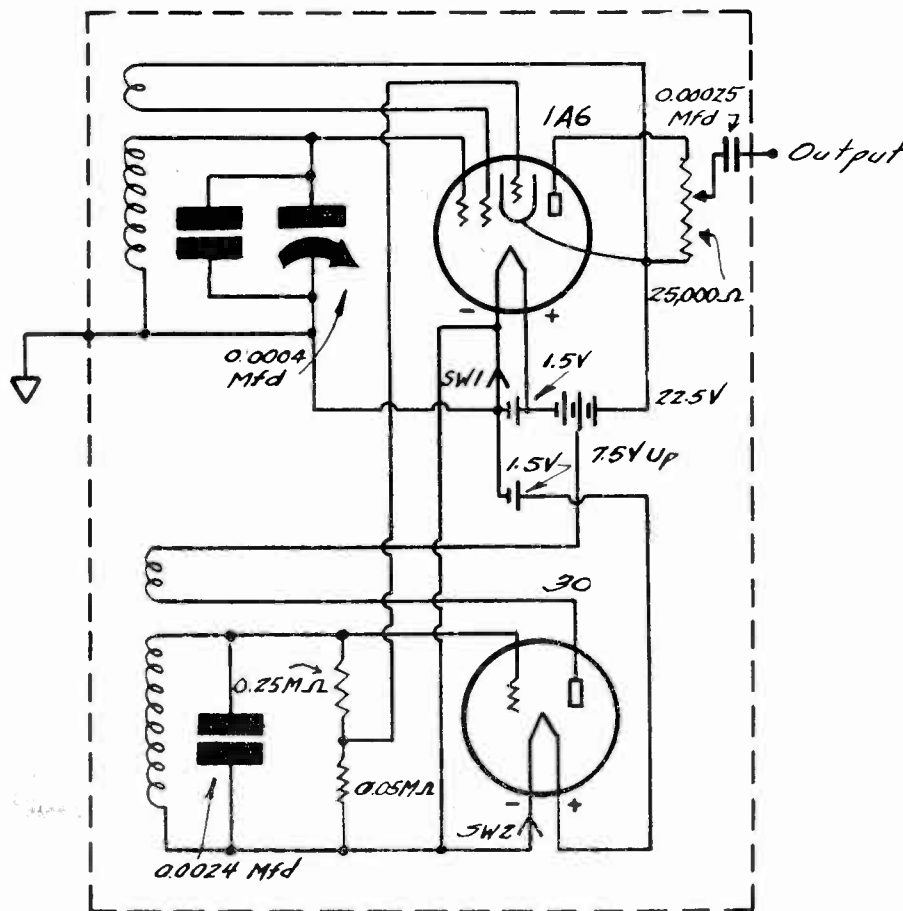 0.00025
Mfd
1A6
Output
25,000Ω
- +
0.0004
Mfd
SW1
1.5V
22.5V
1.5V
7.5V Up
30
0.25MΩ
0.05MΩ
- +
SW2
0.0024 Mfd